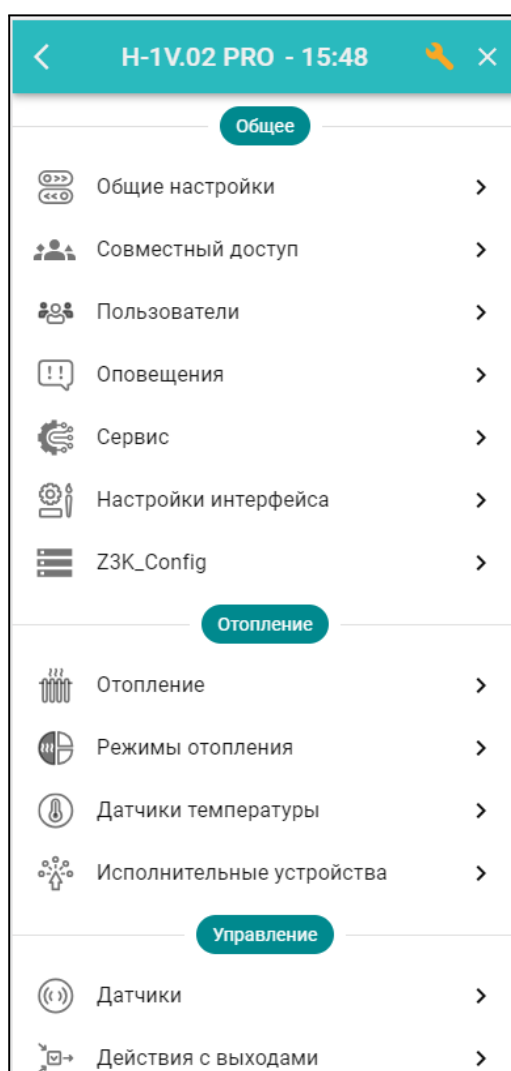 H-1V.02 PRO - 15:48
Общее
Общие настройки
Совместный доступ
Пользователи
Оповещения
Сервис
Настройки интерфейса
Z3K_Config
Отопление
Отопление
Режимы отопления
Датчики температуры
Исполнительные устройства
Управление
Датчики
Действия с выходами